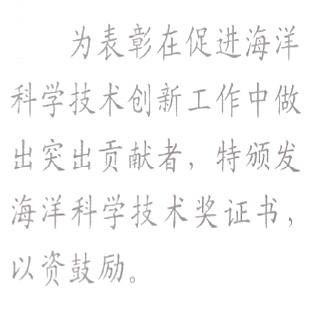 为表彰在促进海洋
科学技术创新工作中做
出突出贡献者，特颁发
海洋科学技术奖证书，
以资鼓励。